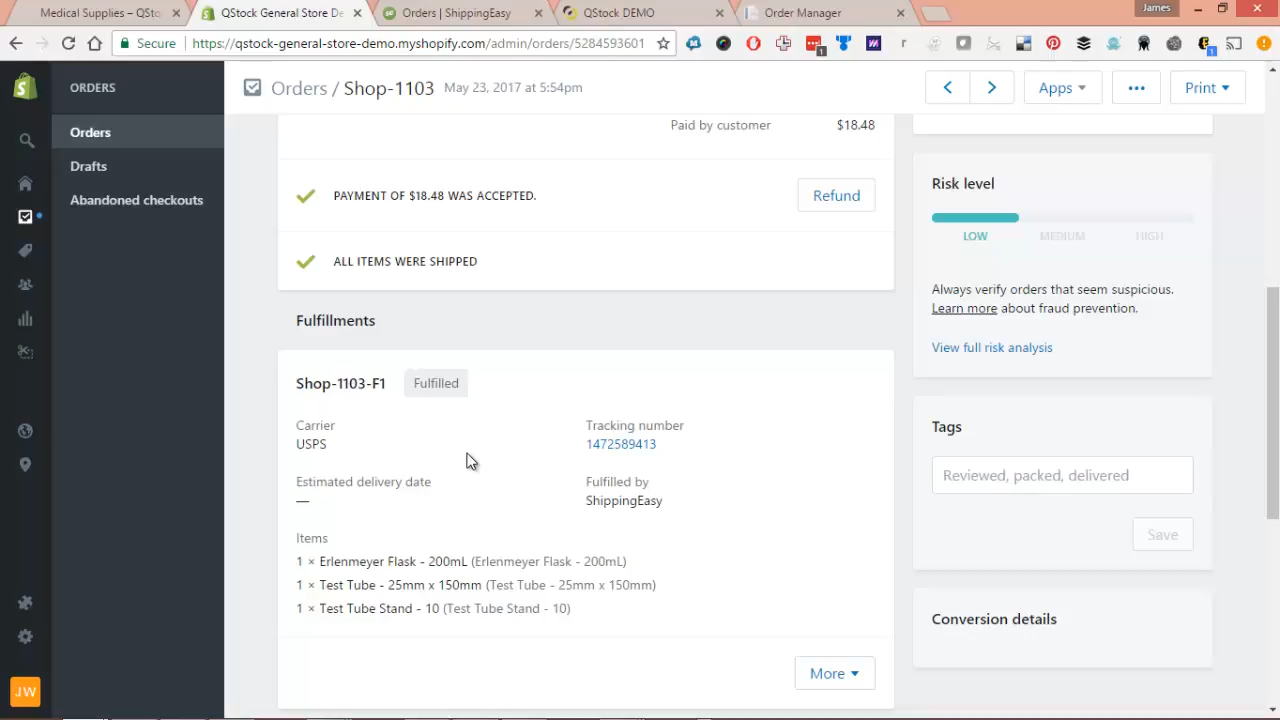 Medical Supplies – QSto
QStock General Store De
Orders | ShippingEasy
QStock DEMO
Order Manager
James
Secure
https://qstock-general-store-demo.myshopify.com/admin/orders/5284593601
ORDERS
Orders / Shop-1103 May 23, 2017 at 5:54pm
Apps
Print
Orders
Drafts
Abandoned checkouts
Paid by customer $18.48
PAYMENT OF $18.48 WAS ACCEPTED.
Refund
ALL ITEMS WERE SHIPPED
Fulfillments
Shop-1103-F1 Fulfilled
Carrier
USPS
Tracking number
1472589413
Estimated delivery date
—
Fulfilled by
ShippingEasy
Items
1 × Erlenmeyer Flask - 200mL (Erlenmeyer Flask - 200mL)
1 × Test Tube - 25mm x 150mm (Test Tube - 25mm x 150mm)
1 × Test Tube Stand - 10 (Test Tube Stand - 10)
More
Risk level
LOW MEDIUM HIGH
Always verify orders that seem suspicious.
Learn more about fraud prevention.
View full risk analysis
Tags
Reviewed, packed, delivered
Save
Conversion details
JW